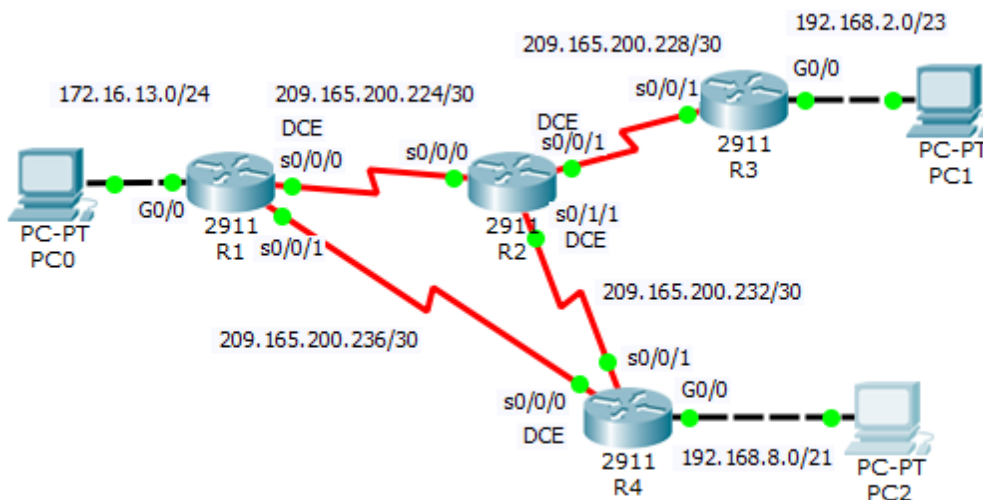 192.168.2.0/23
209.165.200.228/30
G0/0
s0/0/1
172.16.13.0/24
209.165.200.224/30
DCE
DCE
s0/0/1
2911
R3
PC-PT
PC1
s0/0/0
s0/0/0
G0/0
2911
R1
s0/0/1
PC-PT
PC0
2911
R2
s0/1/1
DCE
209.165.200.232/30
209.165.200.236/30
s0/0/1
G0/0
s0/0/0
DCE
2911
R4
192.168.8.0/21
PC-PT
PC2